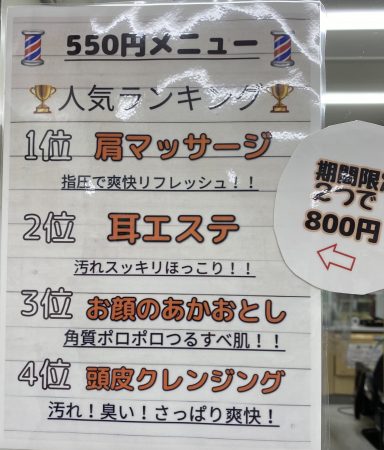 550円メニュー
人気ランキング
1位 肩マッサージ
指圧で爽快リフレッシュ！！
2位 耳エステ
汚れスッキリほっこり！！
3位 お顔のあかおとし
角質ポロポロつるすべ肌！！
4位 頭皮クレンジング
汚れ！臭い！さっぱり爽快！
期間限
2つで
800円